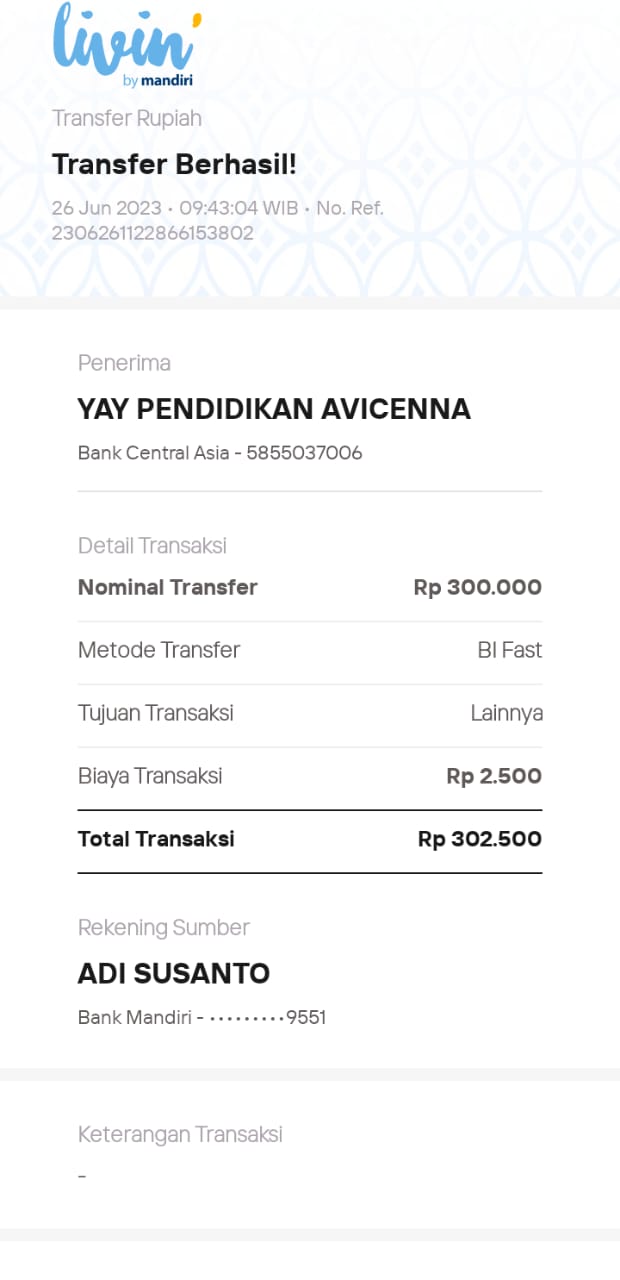 livin'
by mandiri
Transfer Rupiah
Transfer Berhasil!
26 Jun 2023 • 09:43:04 WIB • No. Ref.
2306261122866153802
Penerima
YAY PENDIDIKAN AVICENNA
Bank Central Asia - 5855037006
Detail Transaksi
Nominal Transfer Rp 300.000
Metode Transfer BI Fast
Tujuan Transaksi Lainnya
Biaya Transaksi Rp 2.500
Total Transaksi Rp 302.500
Rekening Sumber
ADI SUSANTO
Bank Mandiri - •••••••••9551
Keterangan Transaksi
-